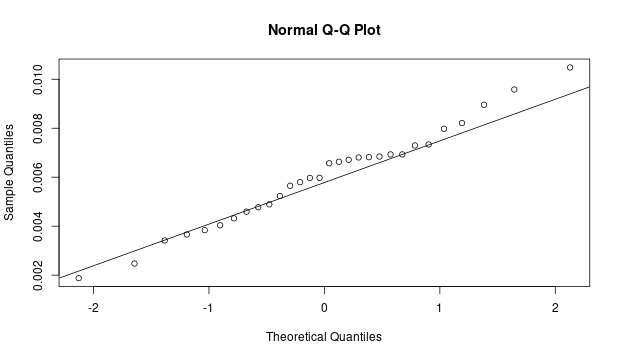 Normal Q-Q Plot
Sample Quantiles
0.010
0.008
0.006
0.004
0.002
-2 -1 0 1 2
Theoretical Quantiles